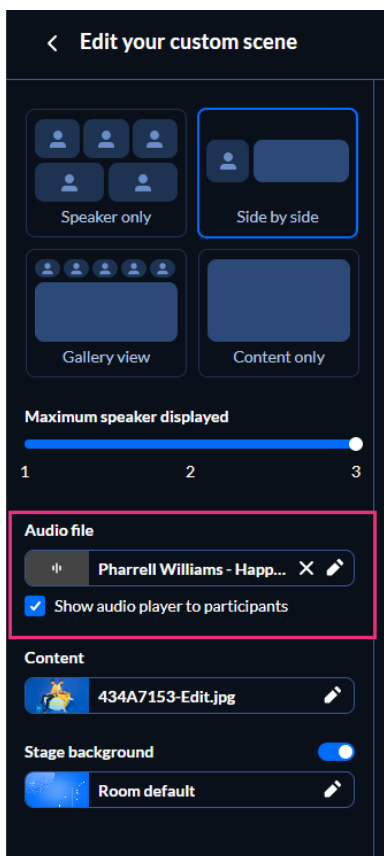 Edit your custom scene
Speaker only
Side by side
Gallery view
Content only
Maximum speaker displayed
1 2 3
Audio file
Pharrell Williams - Happ...
Show audio player to participants
Content
434A7153-Edit.jpg
Stage background
Room default